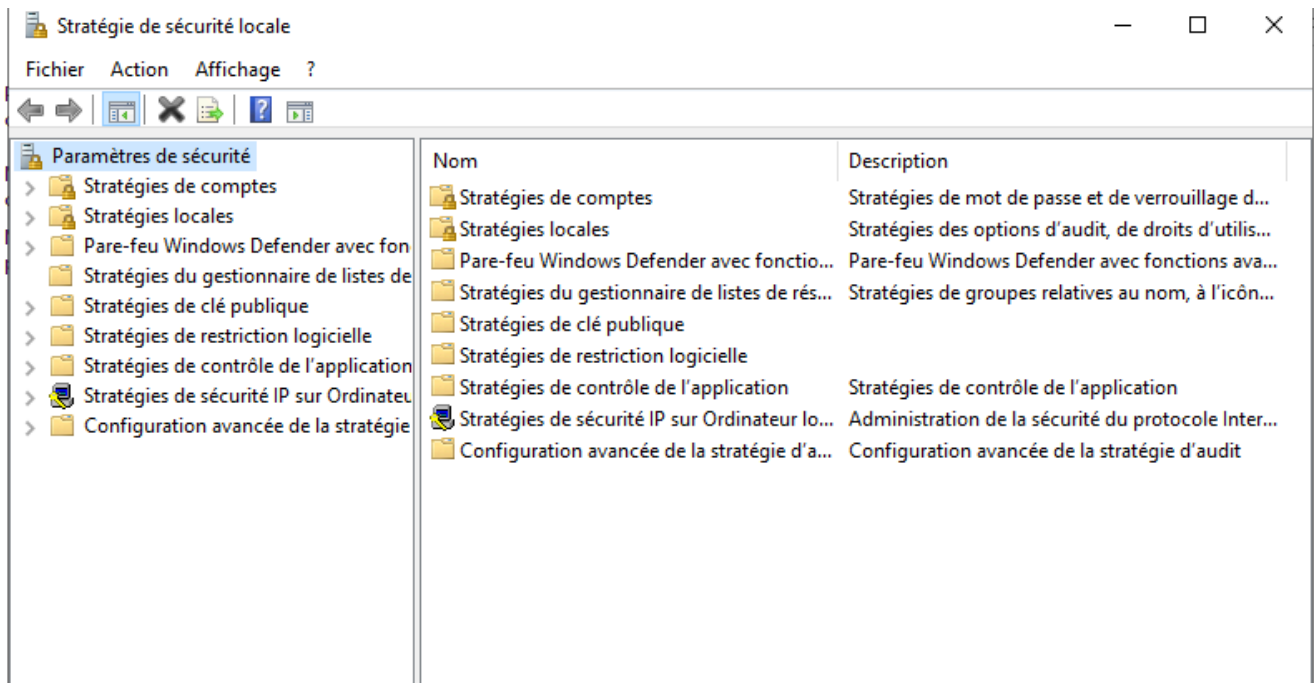 Stratégie de sécurité locale
Fichier Action Affichage ?
Paramètres de sécurité
Stratégies de comptes
Stratégies locales
Pare-feu Windows Defender avec fon
Stratégies du gestionnaire de listes de
Stratégies de clé publique
Stratégies de restriction logicielle
Stratégies de contrôle de l'application
Stratégies de sécurité IP sur Ordinateu
Configuration avancée de la stratégie
Nom Description
Stratégies de comptes Stratégies de mot de passe et de verrouillage d...
Stratégies locales Stratégies des options d'audit, de droits d'utilis...
Pare-feu Windows Defender avec fonctio... Pare-feu Windows Defender avec fonctions ava...
Stratégies du gestionnaire de listes de rés... Stratégies de groupes relatives au nom, à l'icôn...
Stratégies de clé publique
Stratégies de restriction logicielle
Stratégies de contrôle de l'application Stratégies de contrôle de l'application
Stratégies de sécurité IP sur Ordinateur lo... Administration de la sécurité du protocole Inter...
Configuration avancée de la stratégie d'a... Configuration avancée de la stratégie d'audit